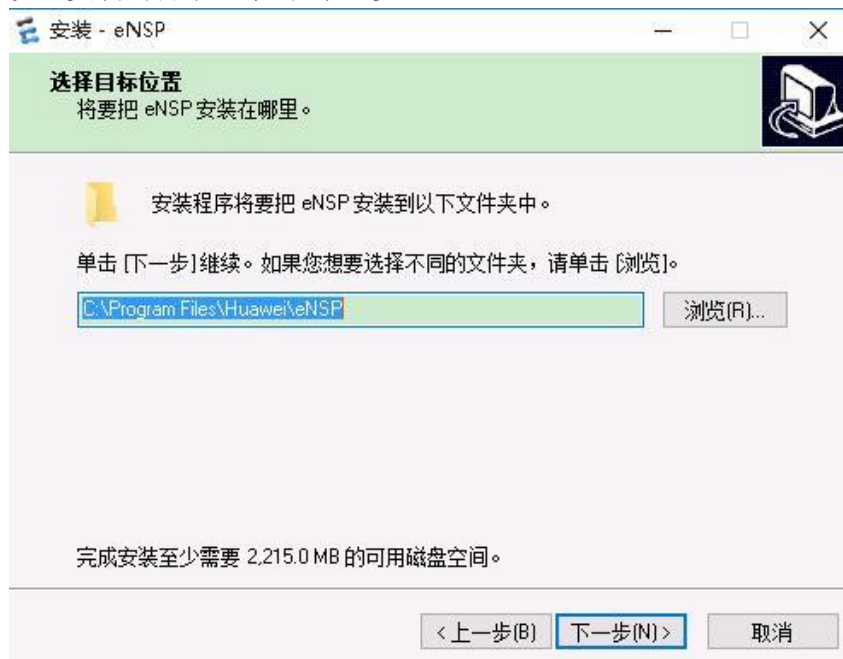 安装 - eNSP
选择目标位置
将要把 eNSP 安装在哪里。
安装程序将要把 eNSP 安装到以下文件夹中。
单击 [下一步]继续。如果您想要选择不同的文件夹，请单击 [浏览]。
C:\Program Files\Huawei\eNSP
浏览(R)...
完成安装至少需要 2,215.0 MB 的可用磁盘空间。
<上一步(B)
下一步(N)>
取消